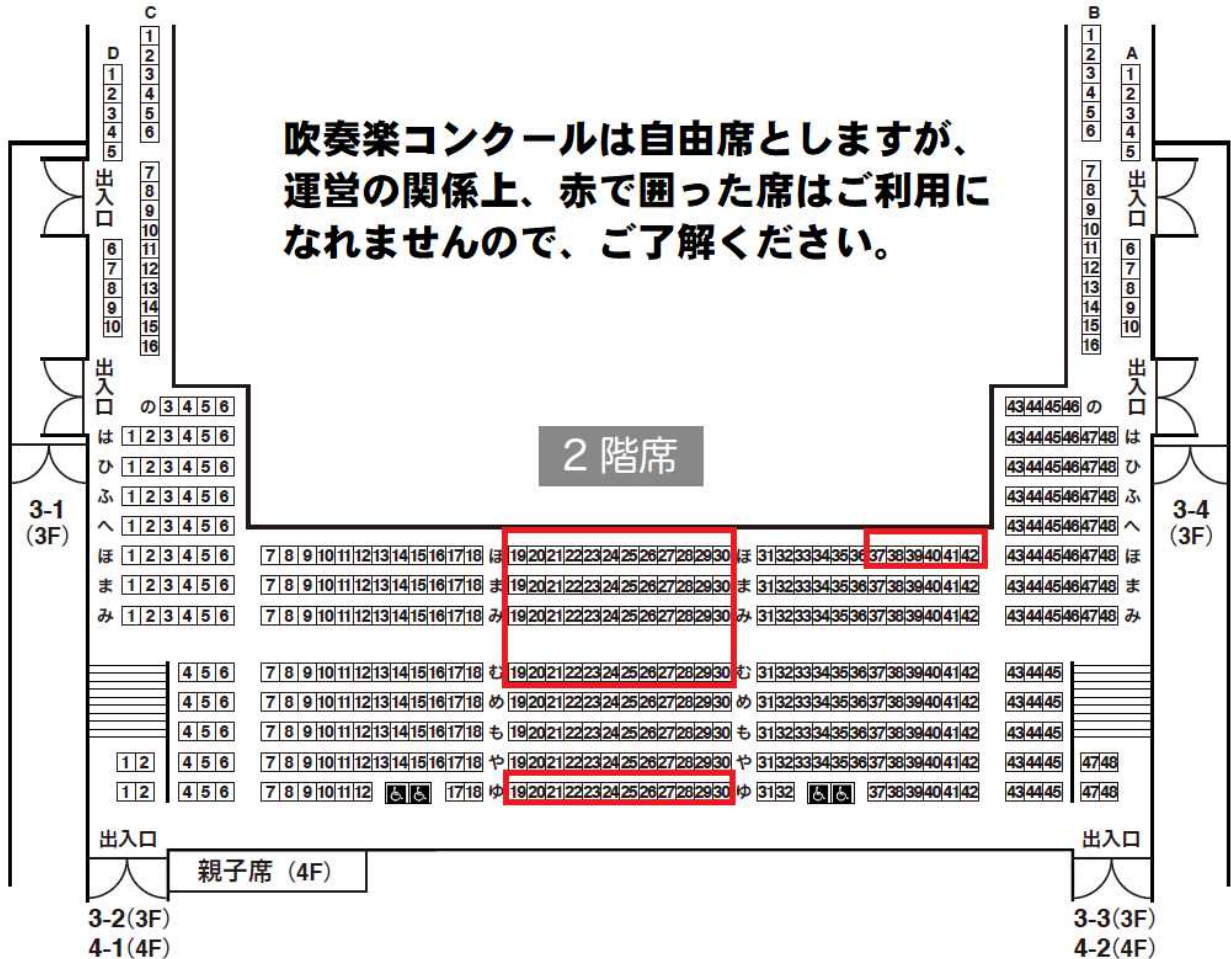 C
B
D
A
1
2
3
4
5
6
1
2
3
4
5
1
2
3
4
5
6
1
2
3
4
5
吹奏楽コンクールは自由席としますが、
運営の関係上、赤で囲った席はご利用に
なれませんので、ご了解ください。
出入口
出入口
7
8
9
10
11
12
13
14
15
16
6
7
8
9
10
7
8
9
10
11
12
13
14
15
16
6
7
8
9
10
出入口
出入口
の 3 4 5 6 43 44 45 46 の
は 1 2 3 4 5 6 43 44 45 46 47 48 は
2階席
ひ 1 2 3 4 5 6 43 44 45 46 47 48 ひ
ふ 1 2 3 4 5 6 43 44 45 46 47 48 ふ
3-1
(3F)
3-4
(3F)
へ 1 2 3 4 5 6 43 44 45 46 47 48 へ
ほ 1 2 3 4 5 6 7 8 9 10 11 12 13 14 15 16 17 18 ほ 19 20 21 22 23 24 25 26 27 28 29 30 ほ 31 32 33 34 35 36 37 38 39 40 41 42 43 44 45 46 47 48 ほ
ま 1 2 3 4 5 6 7 8 9 10 11 12 13 14 15 16 17 18 ま 19 20 21 22 23 24 25 26 27 28 29 30 ま 31 32 33 34 35 36 37 38 39 40 41 42 43 44 45 46 47 48 ま
み 1 2 3 4 5 6 7 8 9 10 11 12 13 14 15 16 17 18 み 19 20 21 22 23 24 25 26 27 28 29 30 み 31 32 33 34 35 36 37 38 39 40 41 42 43 44 45 46 47 48 み
4 5 6 7 8 9 10 11 12 13 14 15 16 17 18 む 19 20 21 22 23 24 25 26 27 28 29 30 む 31 32 33 34 35 36 37 38 39 40 41 42 43 44 45
4 5 6 7 8 9 10 11 12 13 14 15 16 17 18 め 19 20 21 22 23 24 25 26 27 28 29 30 め 31 32 33 34 35 36 37 38 39 40 41 42 43 44 45
4 5 6 7 8 9 10 11 12 13 14 15 16 17 18 も 19 20 21 22 23 24 25 26 27 28 29 30 も 31 32 33 34 35 36 37 38 39 40 41 42 43 44 45
1 2 4 5 6 7 8 9 10 11 12 13 14 15 16 17 18 や 19 20 21 22 23 24 25 26 27 28 29 30 や 31 32 33 34 35 36 37 38 39 40 41 42 43 44 45 47 48
1 2 4 5 6 7 8 9 10 11 12 17 18 ゆ 19 20 21 22 23 24 25 26 27 28 29 30 ゆ 31 32 37 38 39 40 41 42 43 44 45 47 48
出入口
出入口
親子席 (4F)
3-2(3F)
4-1(4F)
3-3(3F)
4-2(4F)